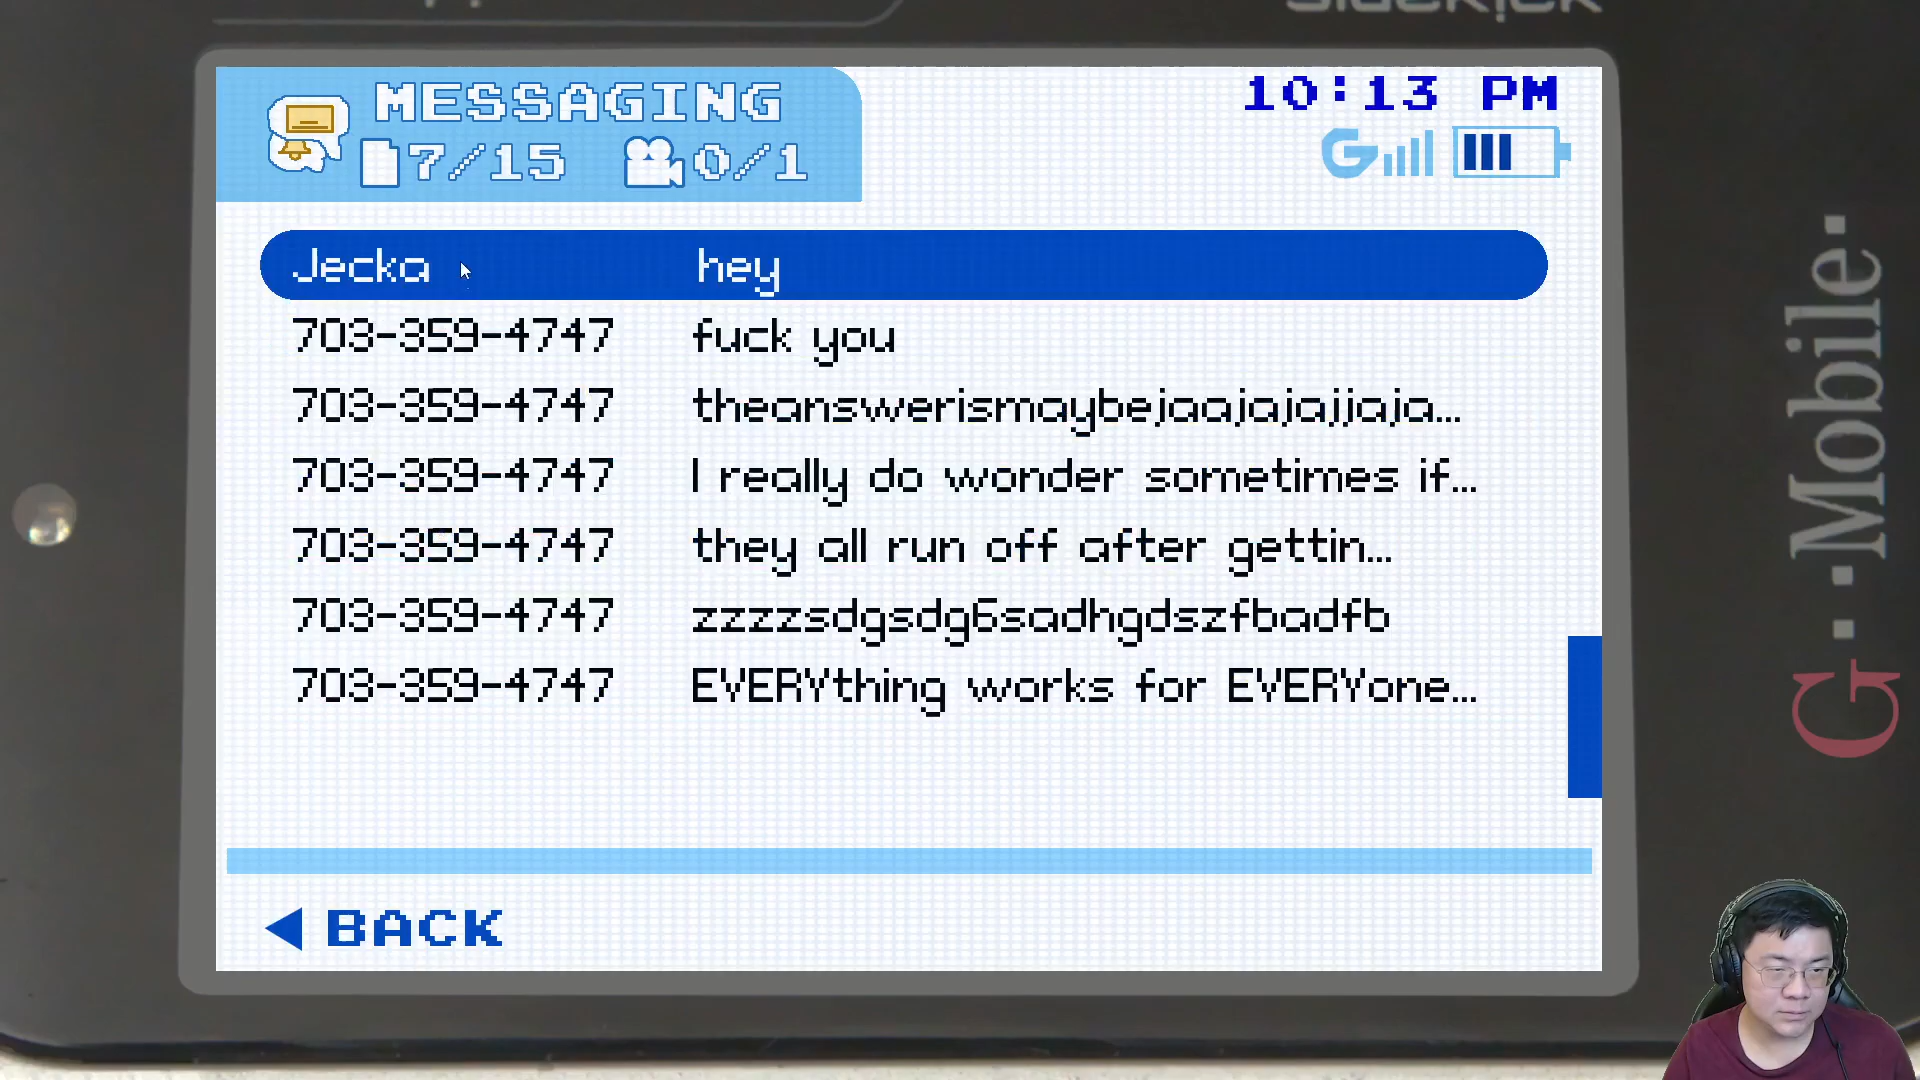 sidekick
MESSAGING
10:13 PM
7/15 0/1
G
Jecka hey
703-359-4747 fuck you
703-359-4747 theanswerismaybejaajajajjaja...
703-359-4747 I really do wonder sometimes if...
703-359-4747 they all run off after gettin...
703-359-4747 zzzzsdgsdg6sadhgdszfbadfb
703-359-4747 EVERYthing works for EVERYone...
BACK
G··Mobile·